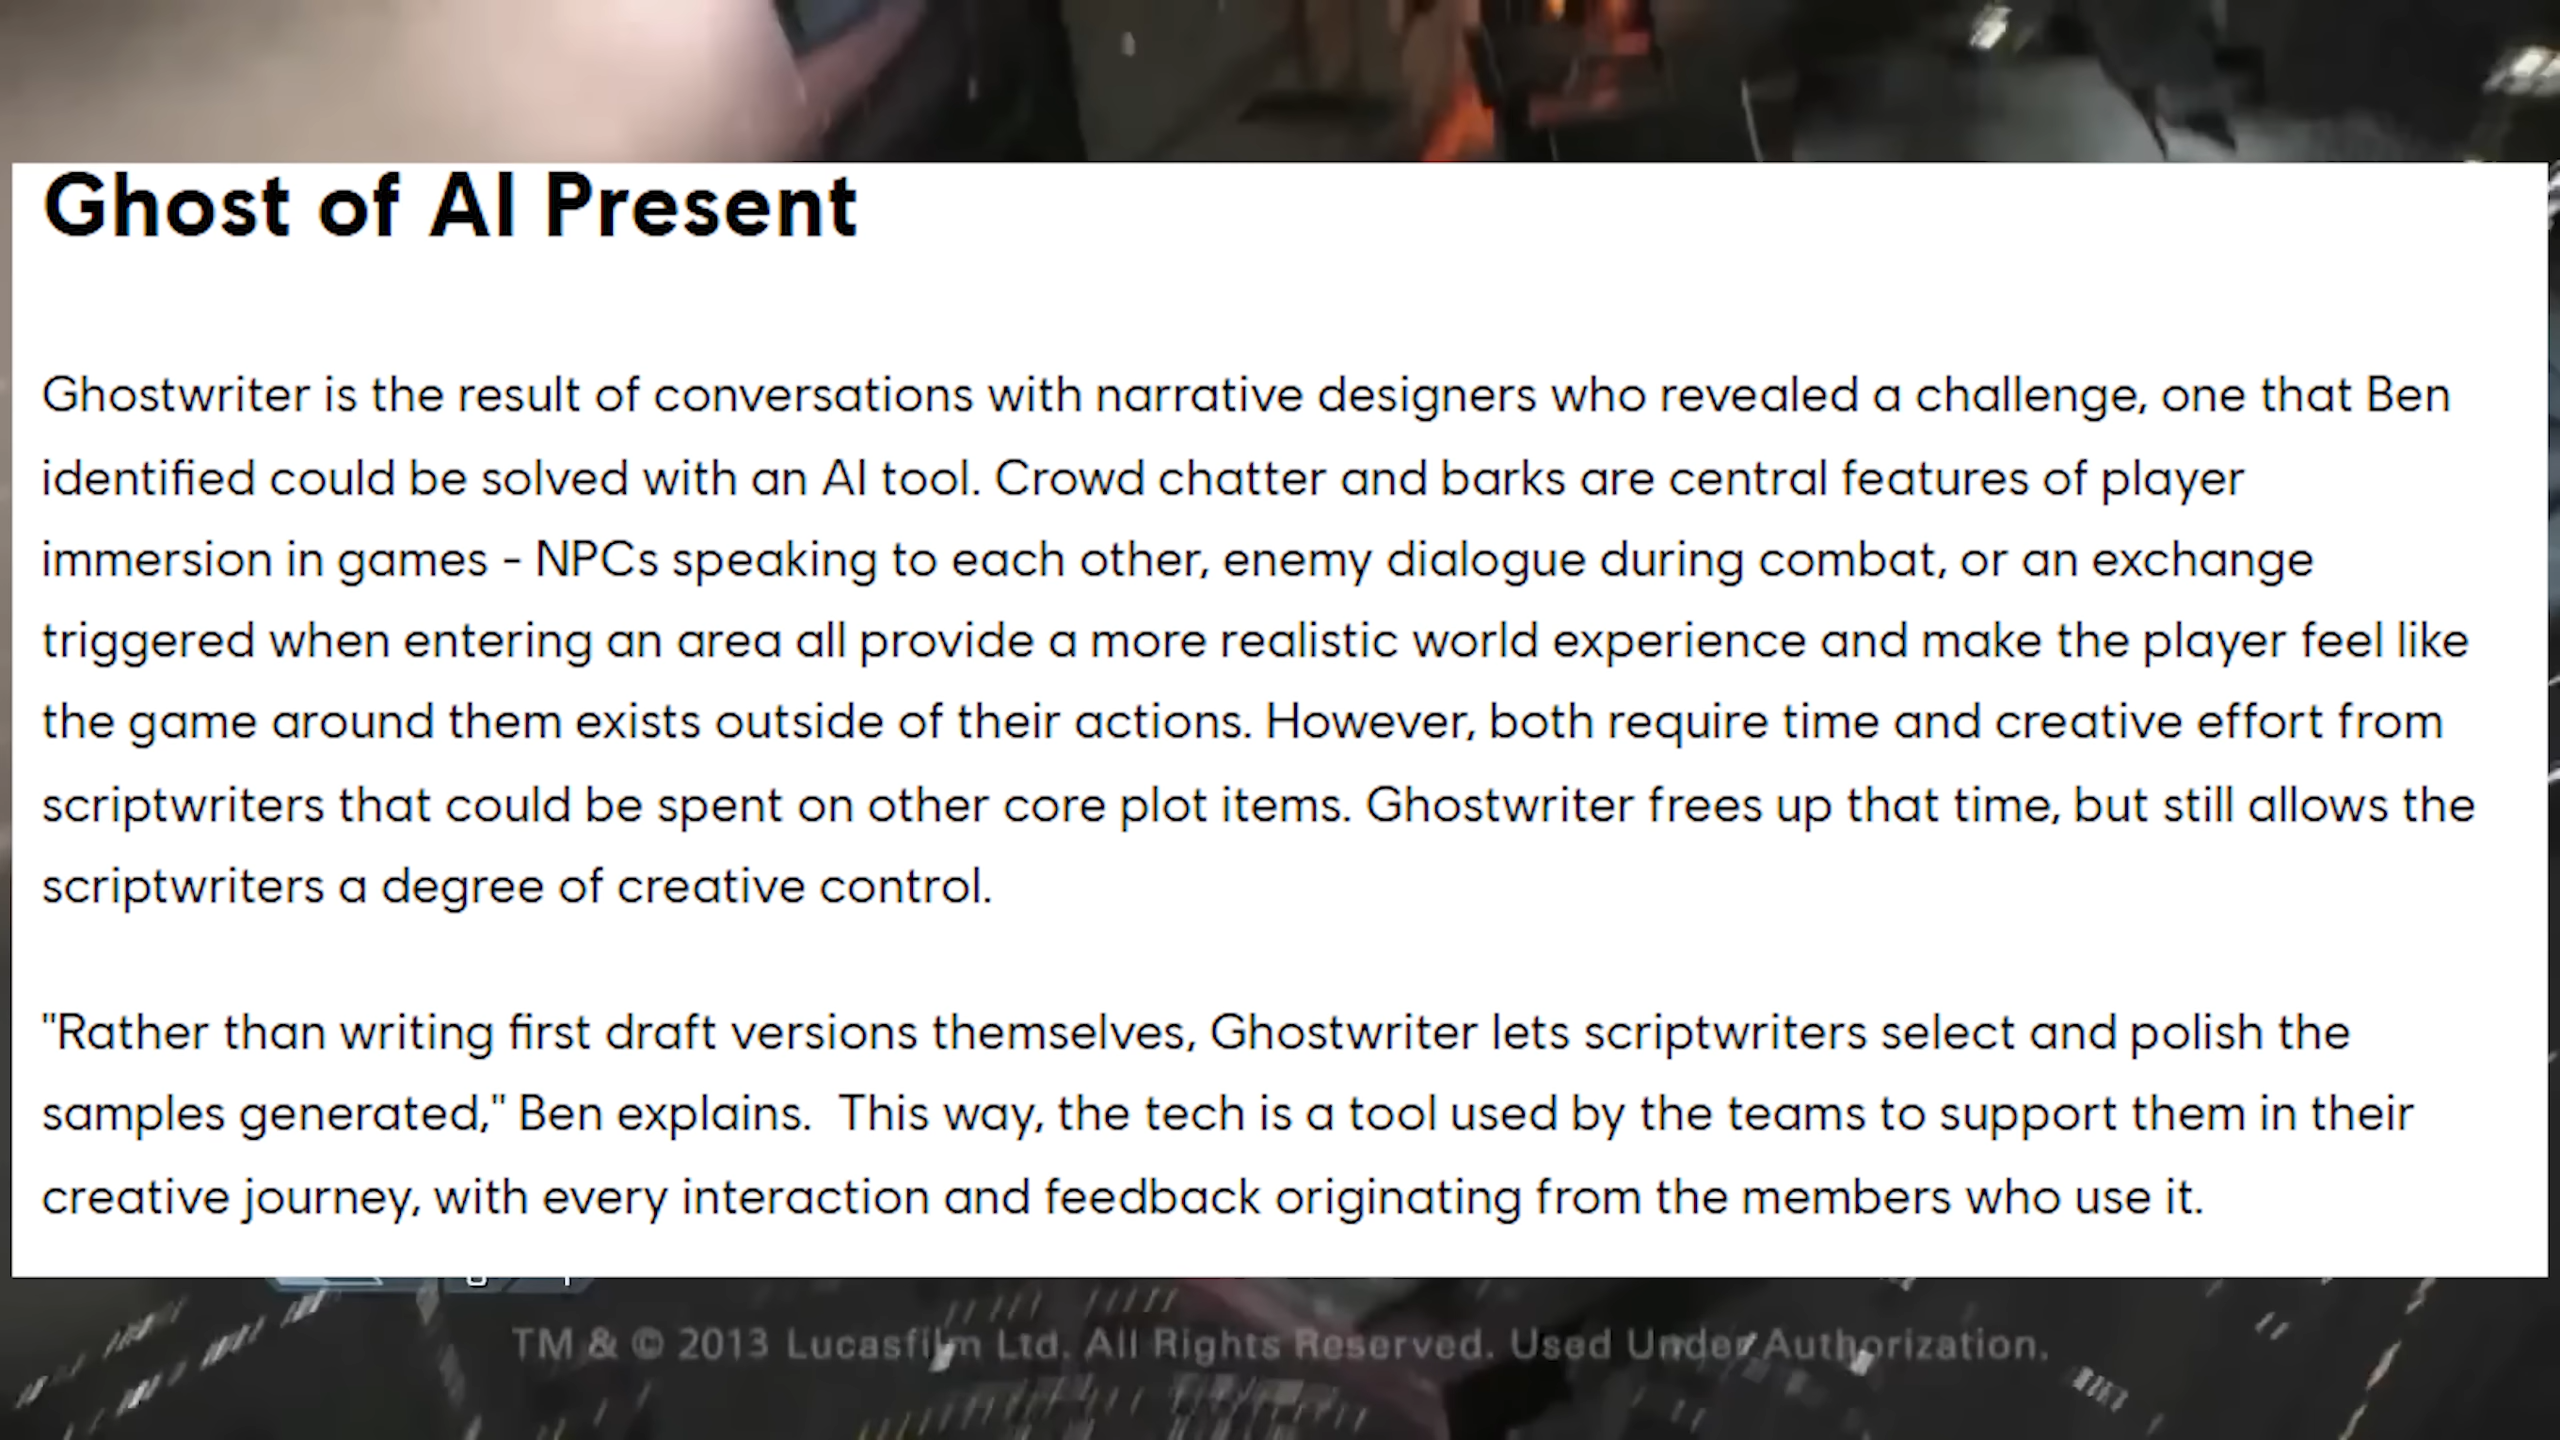 Ghost of AI Present
Ghostwriter is the result of conversations with narrative designers who revealed a challenge, one that Ben
identified could be solved with an AI tool. Crowd chatter and barks are central features of player
immersion in games - NPCs speaking to each other, enemy dialogue during combat, or an exchange
triggered when entering an area all provide a more realistic world experience and make the player feel like
the game around them exists outside of their actions. However, both require time and creative effort from
scriptwriters that could be spent on other core plot items. Ghostwriter frees up that time, but still allows the
scriptwriters a degree of creative control.
"Rather than writing first draft versions themselves, Ghostwriter lets scriptwriters select and polish the
samples generated," Ben explains.  This way, the tech is a tool used by the teams to support them in their
creative journey, with every interaction and feedback originating from the members who use it.
TM & © 2013 Lucasfilm Ltd. All Rights Reserved. Used Under Authorization.